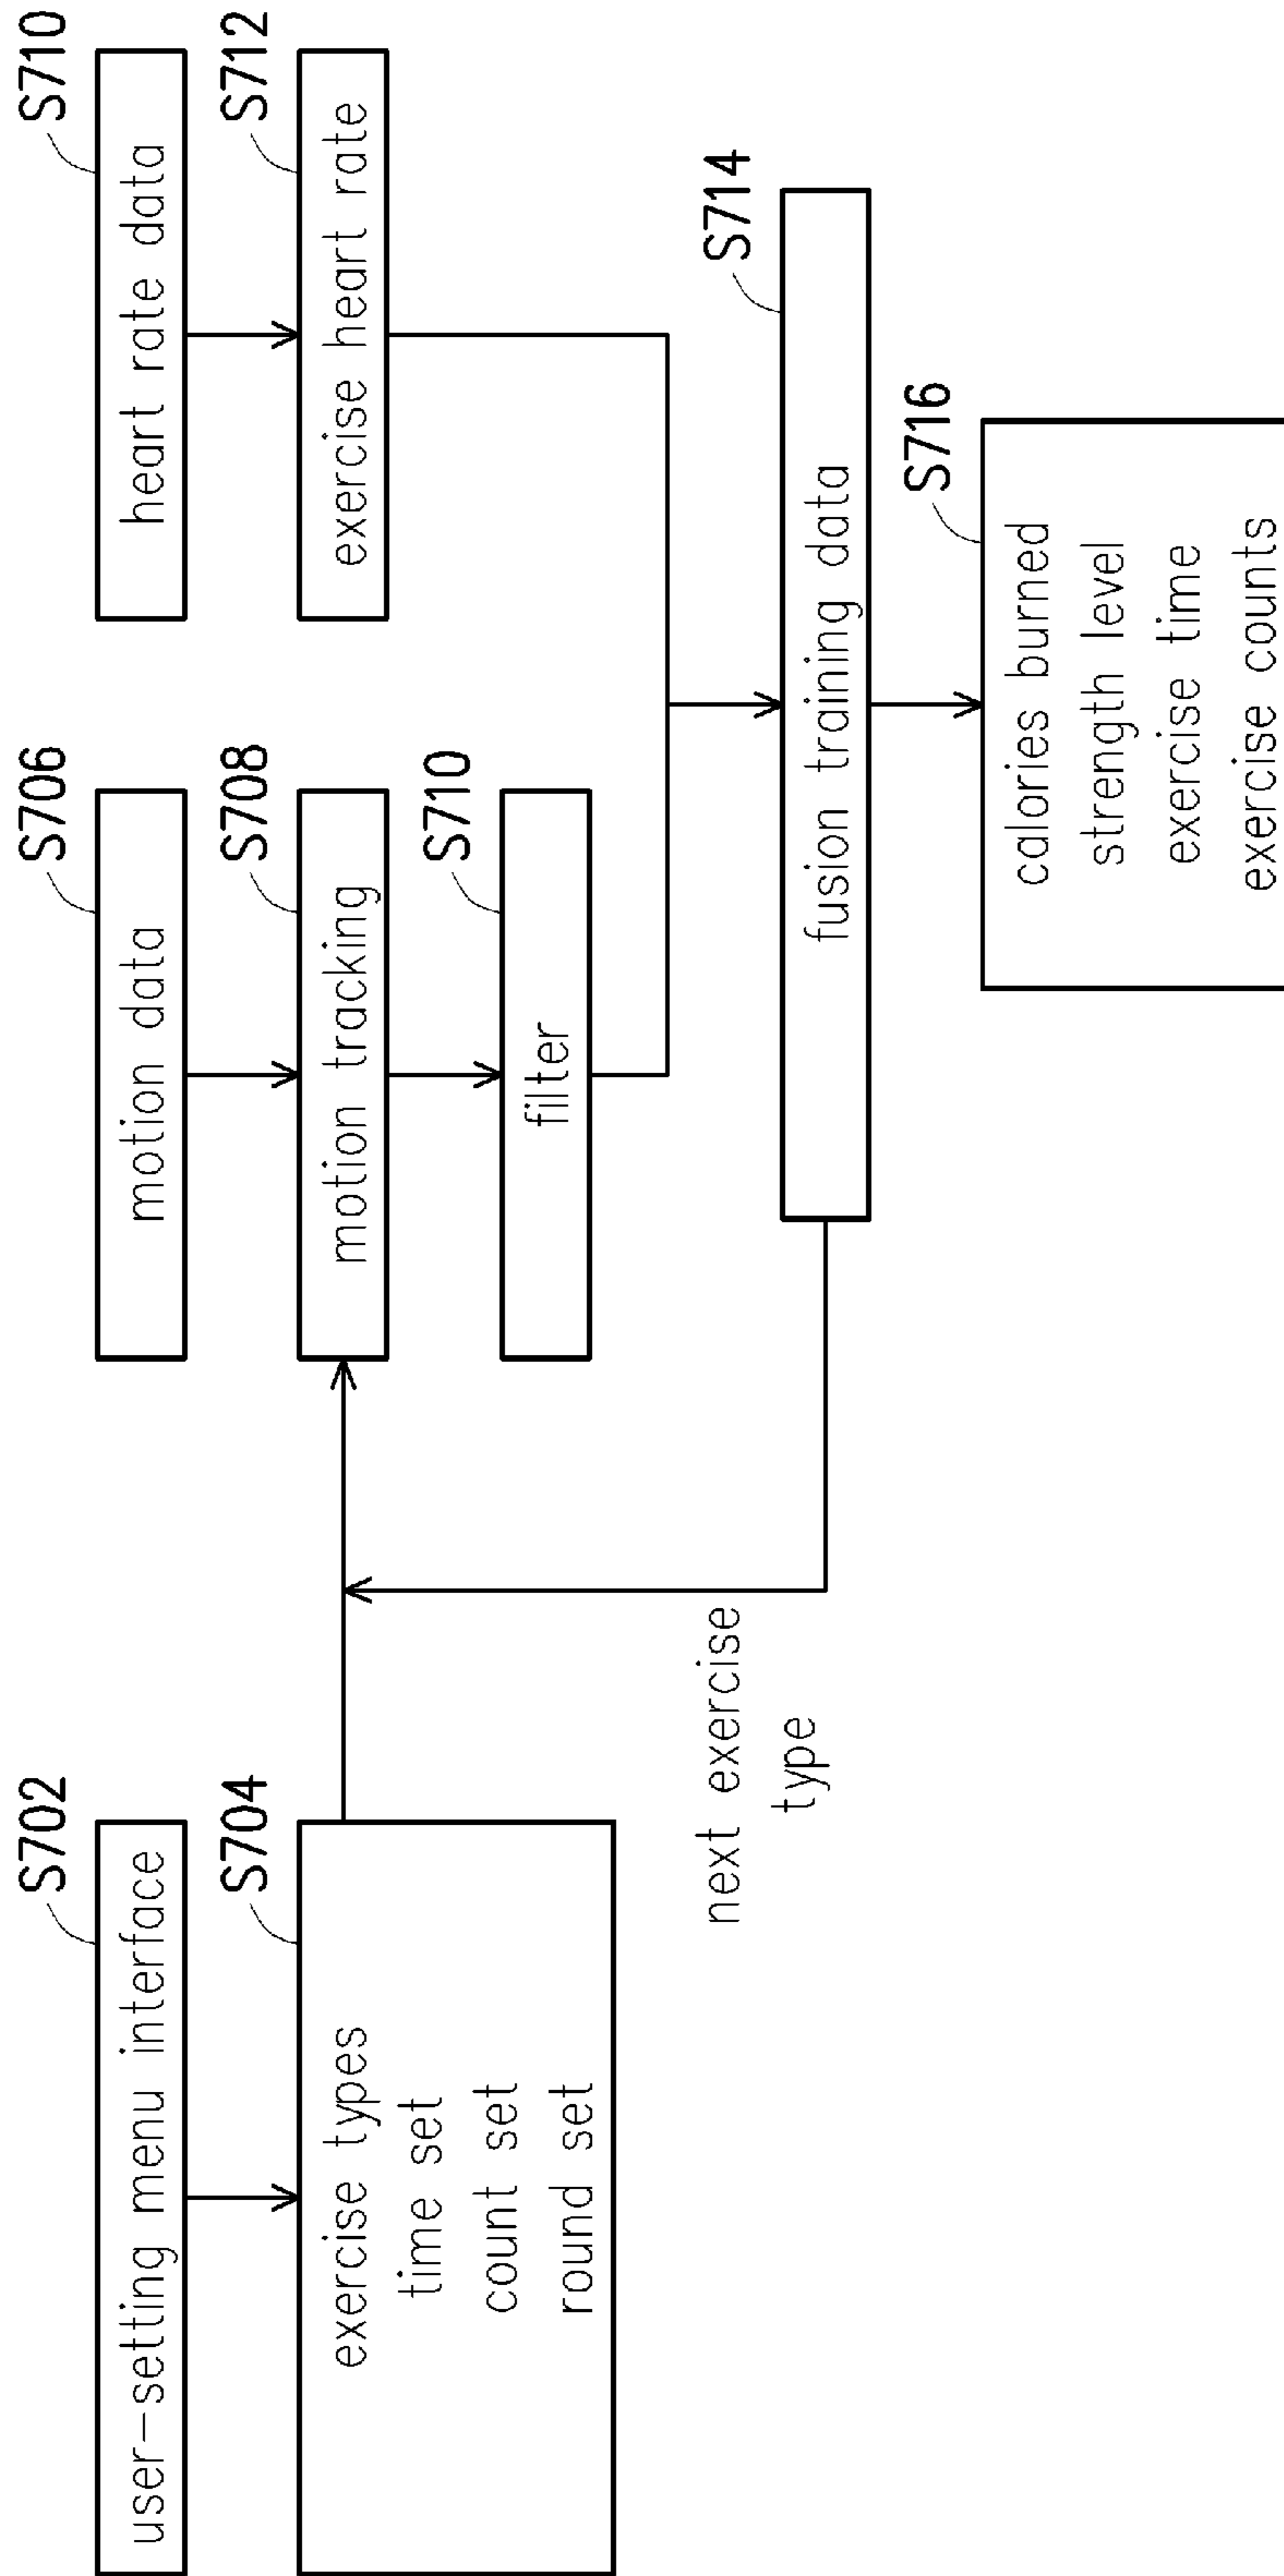 S702
user-setting menu interface
S704
exercise types
time set
count set
round set
next exercise
type
S706
motion data
S708
motion tracking
S710
filter
S710
heart rate data
S712
exercise heart rate
S714
fusion training data
S716
calories burned
strength level
exercise time
exercise counts